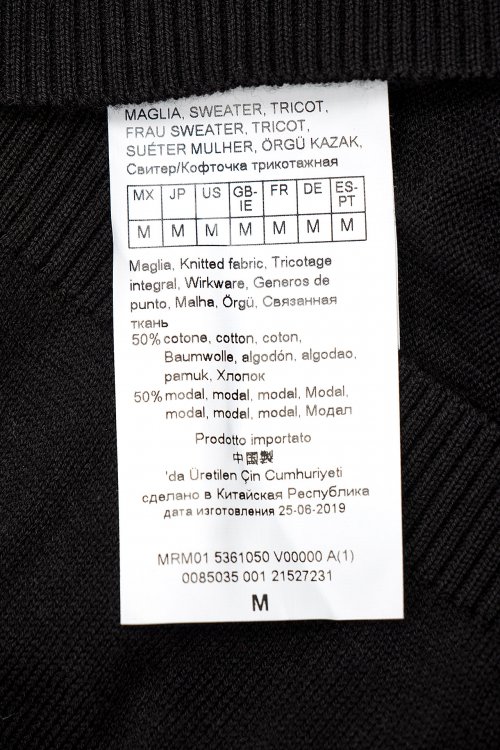 MAGLIA, SWEATER, TRICOT,
FRAU SWEATER, TRICOT,
SUÉTER MULHER, ÖRGÜ KAZAK,
Свитер/Кофточка трикотажная
MX JP US GB-IE FR DE ES-PT
M M M M M M M
Maglia, Knitted fabric, Tricotage
integral, Wirkware, Generos de
punto, Malha, Örgü, Связанная
ткань
50% cotone, cotton, coton,
Baumwolle, algodón, algodao,
pamuk, Хлопок
50% modal, modal, modal, Modal,
modal, modal, modal, Модал
Prodotto importato
中国製
'da Üretilen Çin Cumhuriyeti
сделано в Китайская Республика
дата изготовления 25-06-2019
MRM01 5361050 V00000 A(1)
0085035 001 21527231
M